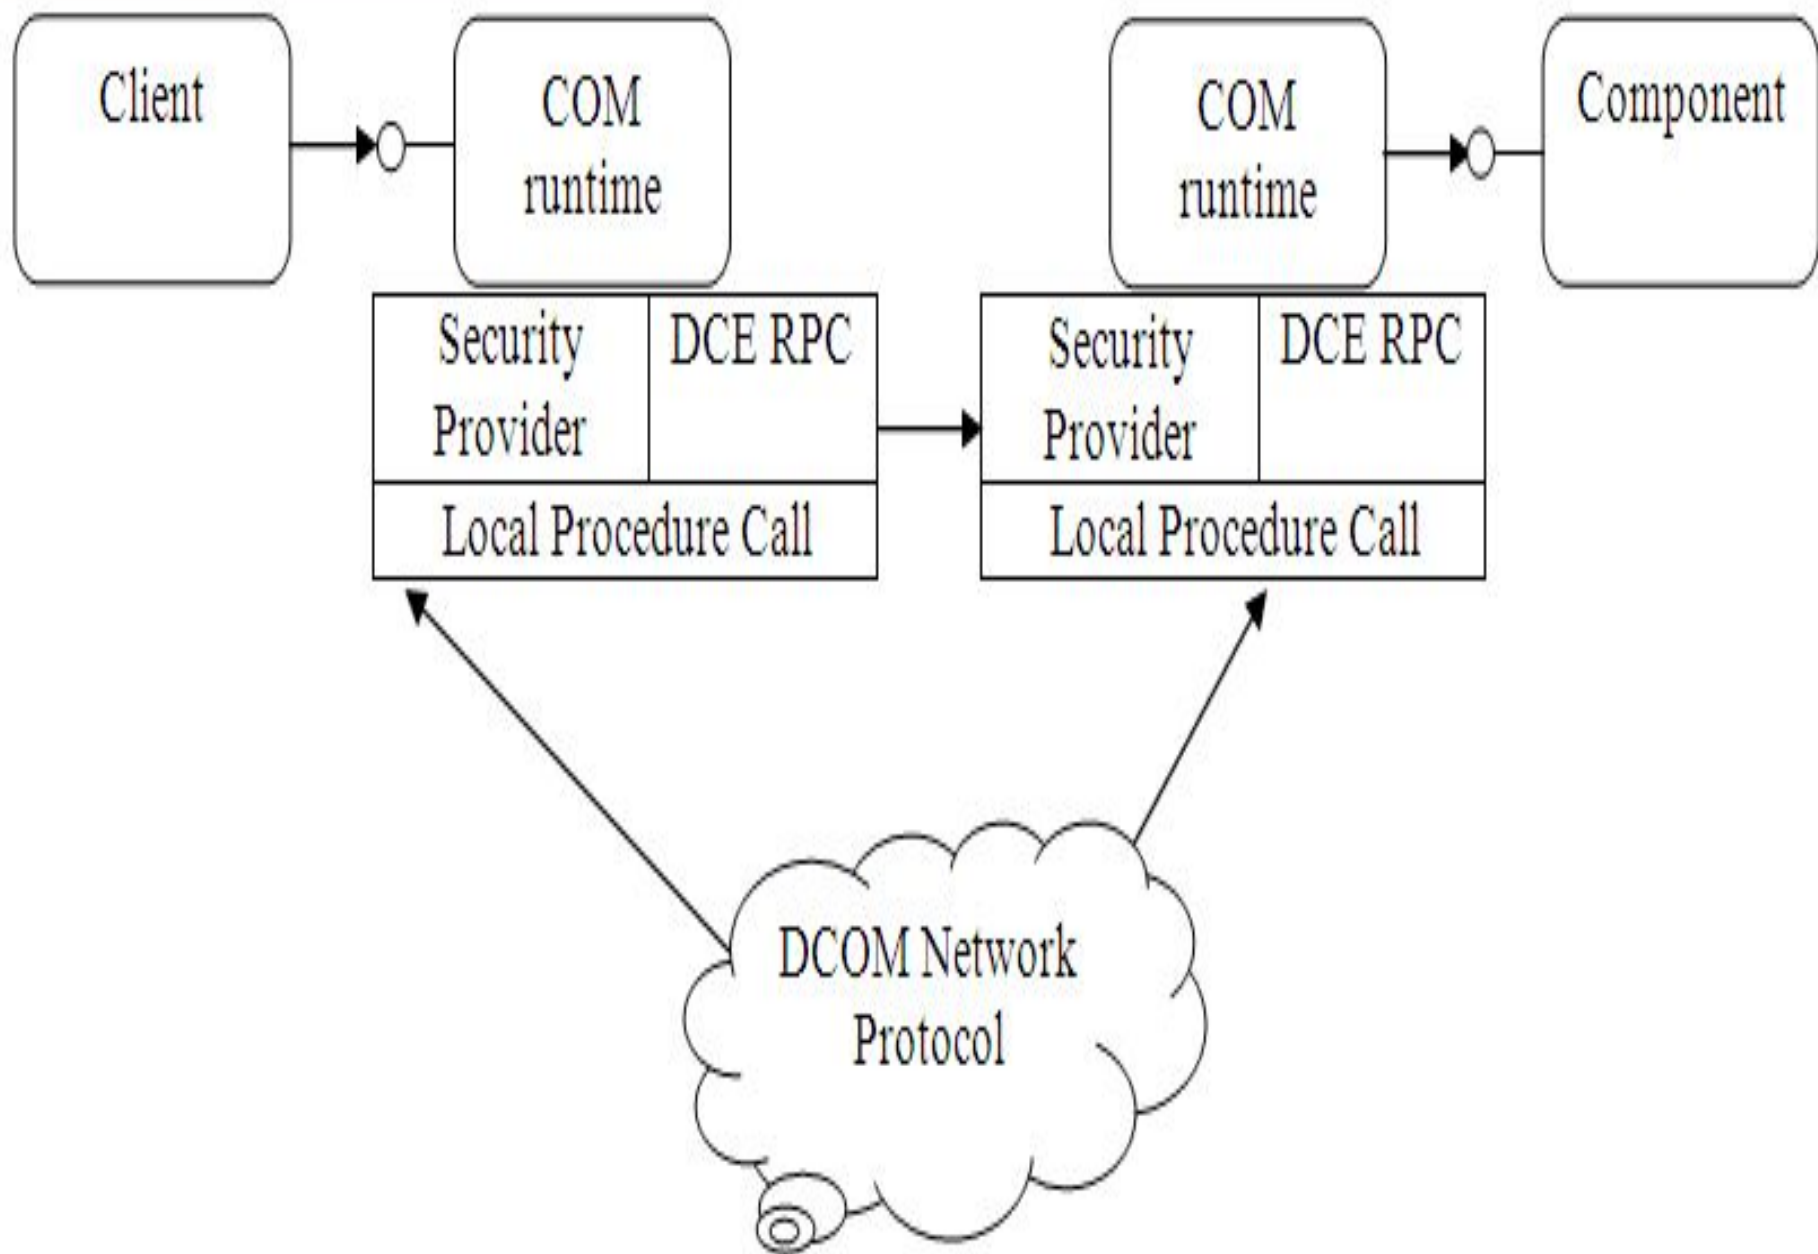 Client
COM
runtime
COM
runtime
Component
Security
Provider
DCE RPC
Local Procedure Call
Security
Provider
DCE RPC
Local Procedure Call
DCOM Network
Protocol